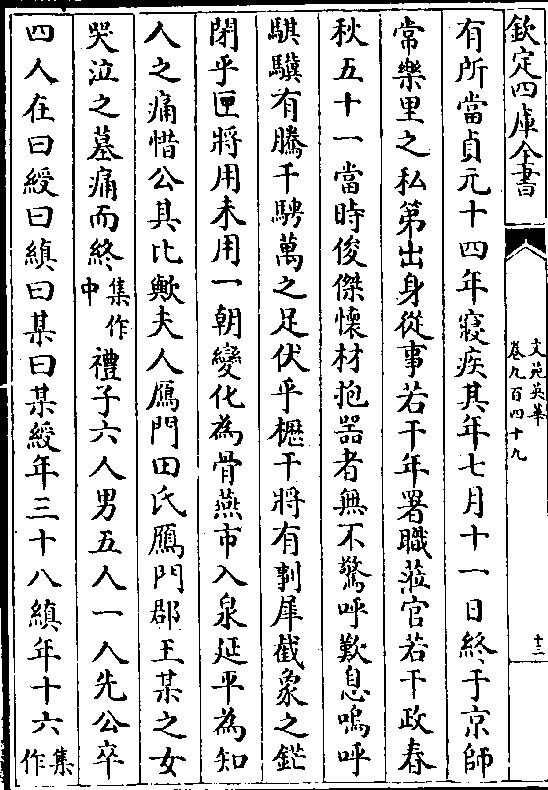 欽定四庫全書
文苑英華
卷九百四十九
十三
有所當貞元十四年寢疾其年七月十一日終于京師
常樂里之私第出身從事若干年署職蒞官若干政春
秋五十一當時俊傑懷材抱器者無不驚呼歎息嗚呼
騏驥有騰千騁萬之足伏乎櫪干將有剸犀截象之鋩
閉乎匣將用未用一朝變化為骨燕市入泉延平為知
人之痛惜公其比歟夫人鴈門田氏鴈門郡王某之女
哭泣之墓痛而終集作中禮子六人男五人一人先公卒
四人在曰綬曰縝曰某曰某綬年三十八縝年十六集作